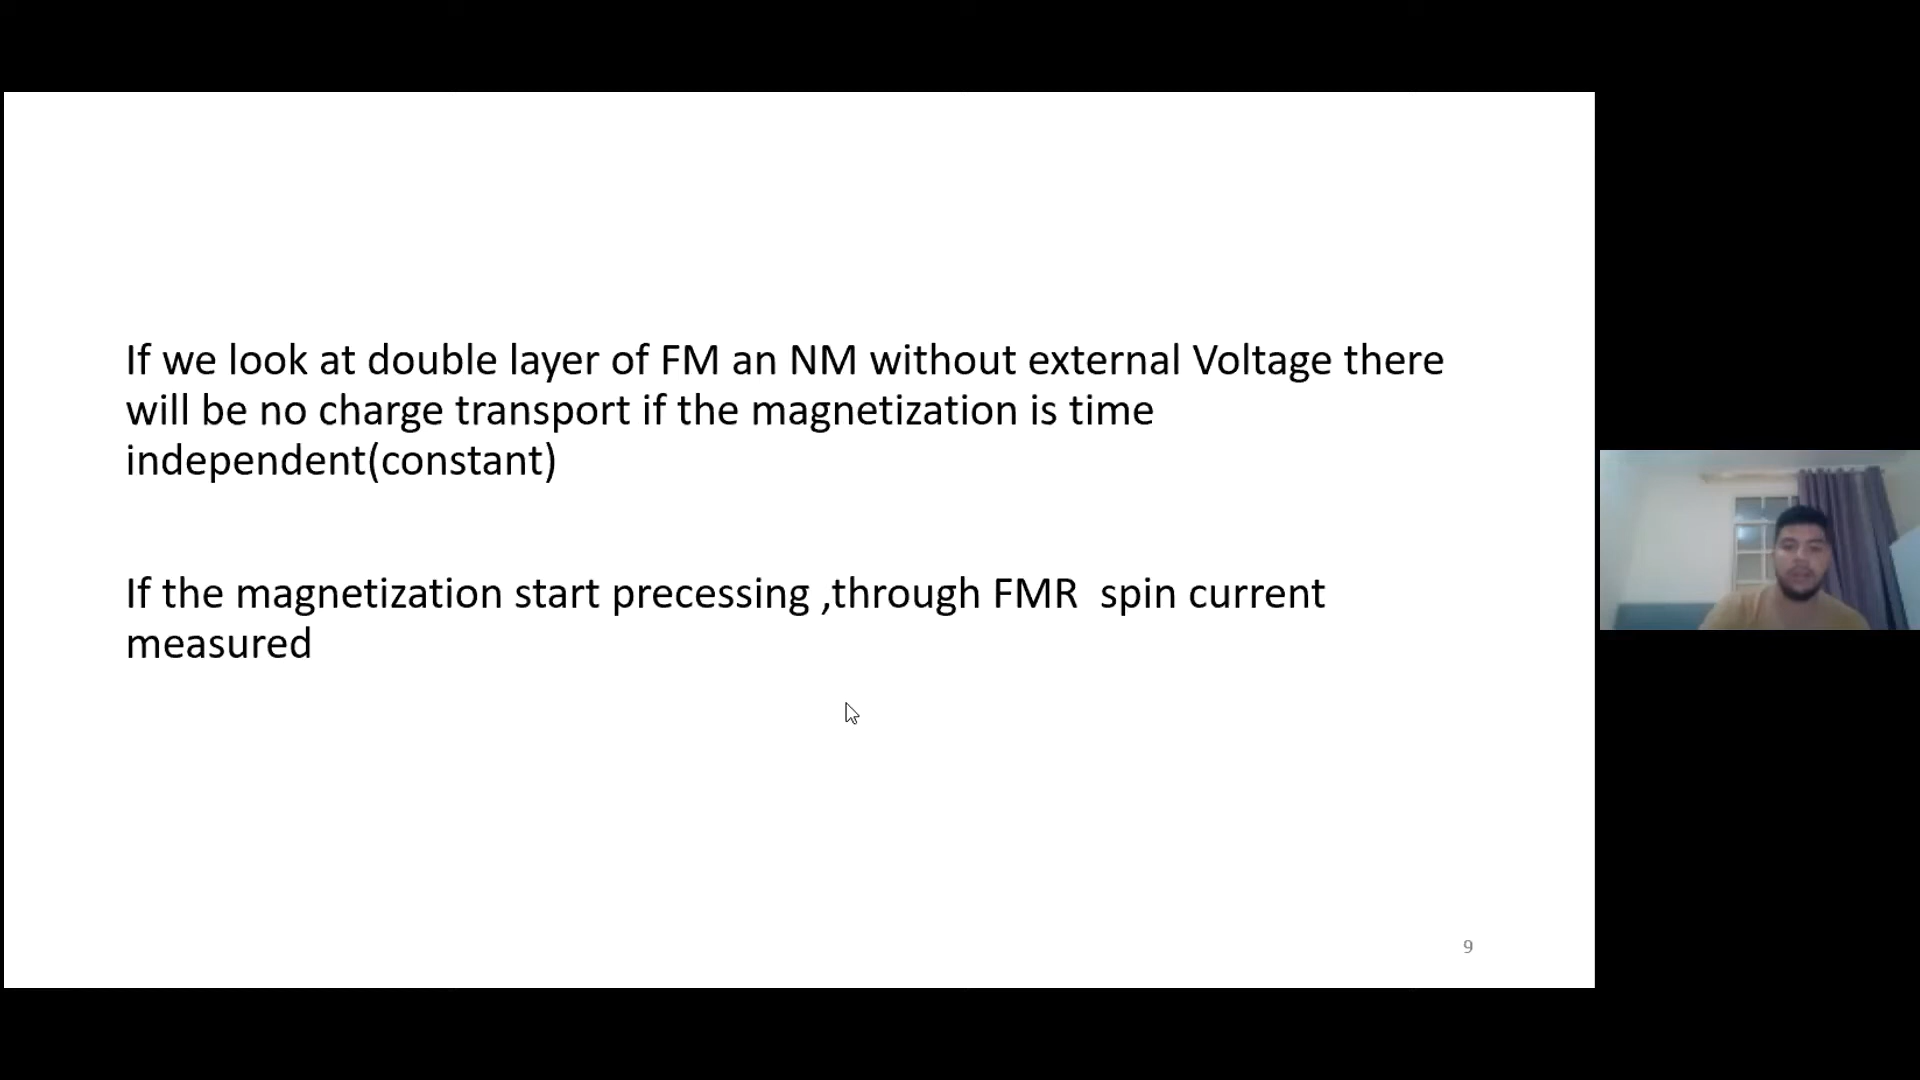 If we look at double layer of FM an NM without external Voltage there
will be no charge transport if the magnetization is time
independent(constant)
If the magnetization start precessing ,through FMR  spin current
measured
9